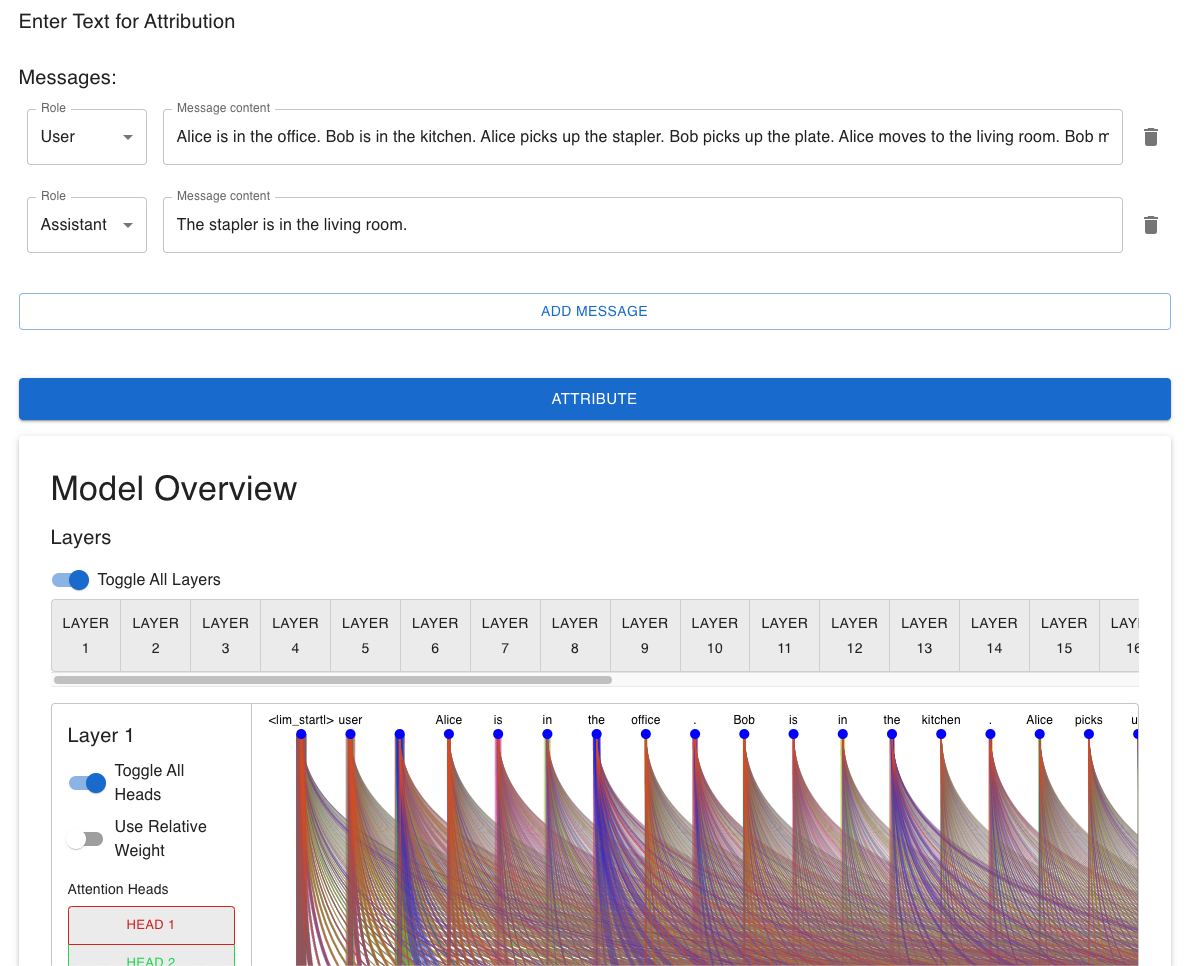 Enter Text for Attribution
Messages:
Role
Message content
User
Alice is in the office. Bob is in the kitchen. Alice picks up the stapler. Bob picks up the plate. Alice moves to the living room. Bob
Role
Message content
Assistant
The stapler is in the living room.
ADD MESSAGE
ATTRIBUTE
Model Overview
Layers
Toggle All Layers
LAYER 1
LAYER 2
LAYER 3
LAYER 4
LAYER 5
LAYER 6
LAYER 7
LAYER 8
LAYER 9
LAYER 10
LAYER 11
LAYER 12
LAYER 13
LAYER 14
LAYER 15
16
Layer 1
Toggle All
Heads
Use Relative
Weight
Attention Heads
HEAD 1
HEAD 2
<|im_start|> user Alice is in the office . Bob is in the kitchen . Alice picks